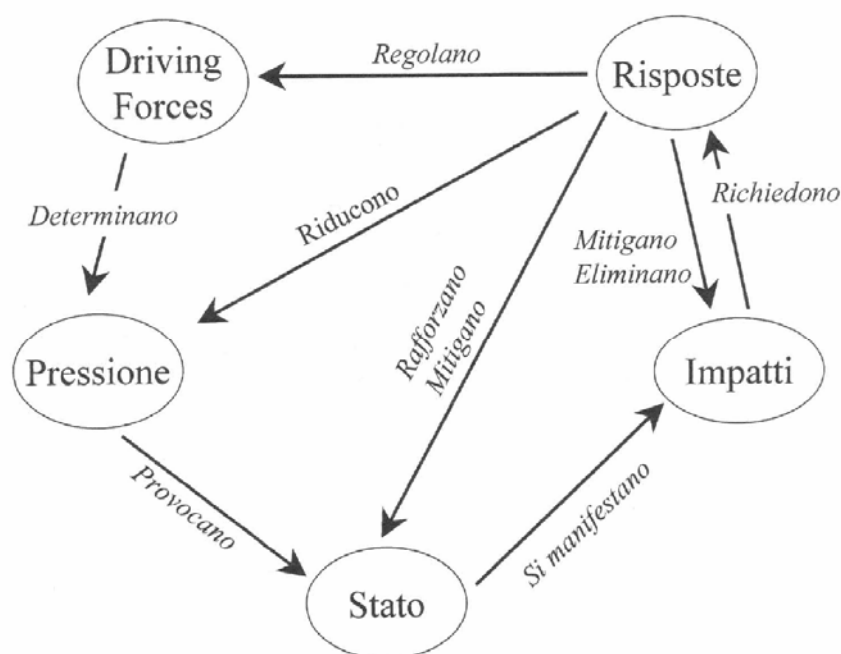 Driving
Forces
Regolano
Risposte
Determinano
Riducono
Rafforzano
Mitigano
Mitigano
Eliminano
Richiedono
Pressione
Impatti
Provocano
Si manifestano
Stato